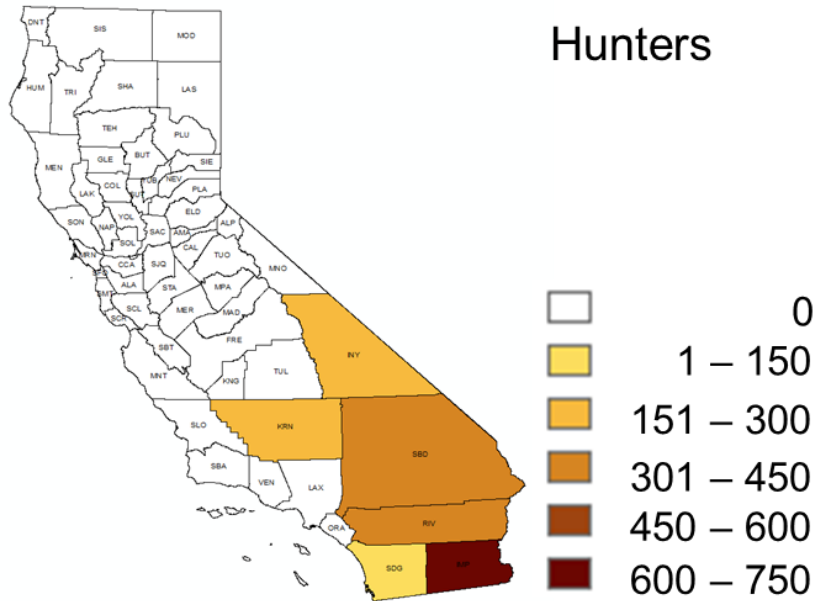 Hunters
DNT
SIS
MOD
HUM
TRI
SHA
LAS
TEH
PLU
MEN
GLE
BUT
SIE
LAK
COL
YUB
NEV
PLA
SON
NAP
YOL
ELD
ALP
SAC
AMA
SOL
CAL
MRN
CCA
SJQ
TUO
MNO
ALA
STA
MPA
SCL
MER
MAD
SCR
SBT
FRE
INY
MNT
KNG
TUL
SLO
KRN
SBA
VEN
LAX
SBD
ORA
RIV
SDG
0
1 – 150
151 – 300
301 – 450
450 – 600
600 – 750